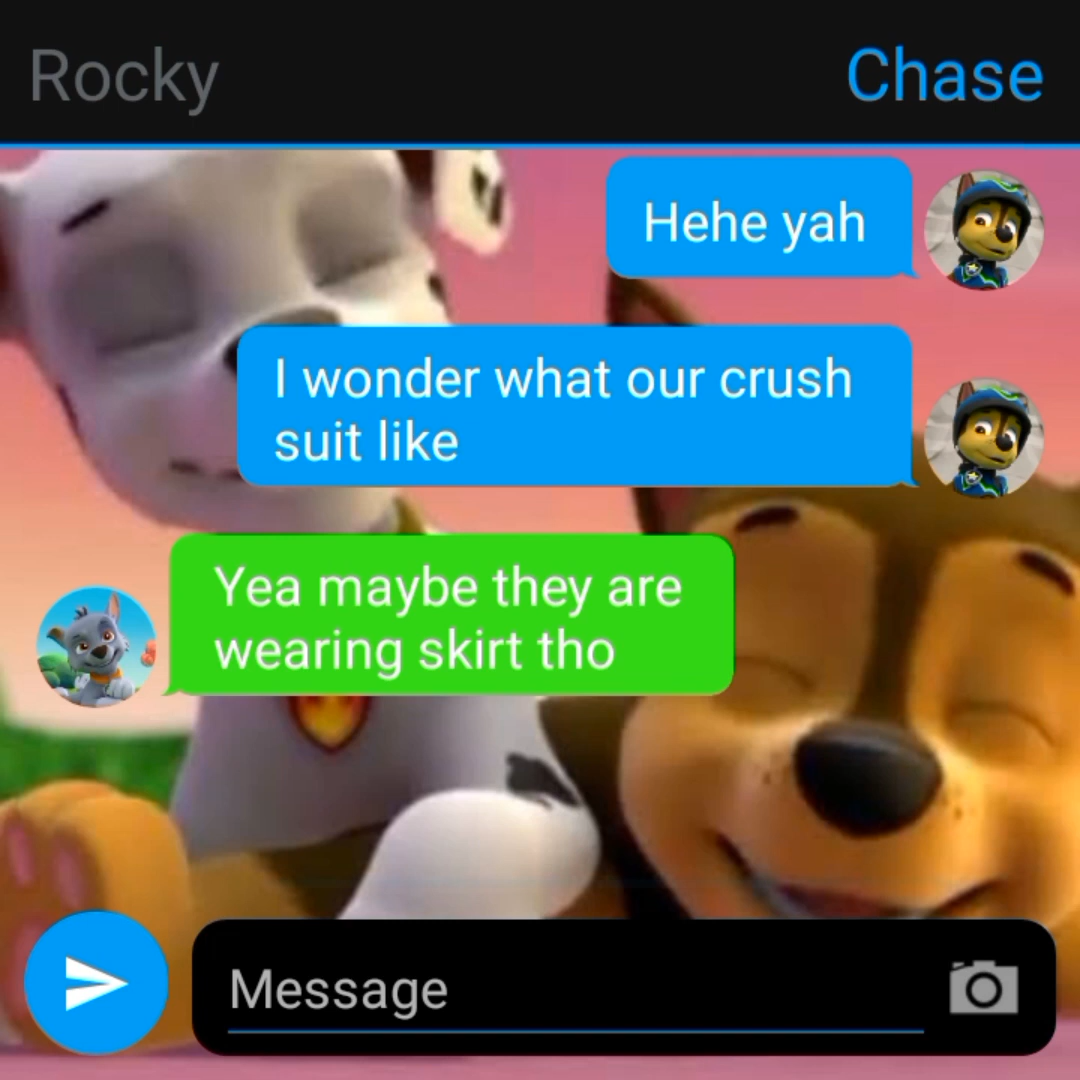 Rocky
Chase
Hehe yah
I wonder what our crush
suit like
Yea maybe they are
wearing skirt tho
Message